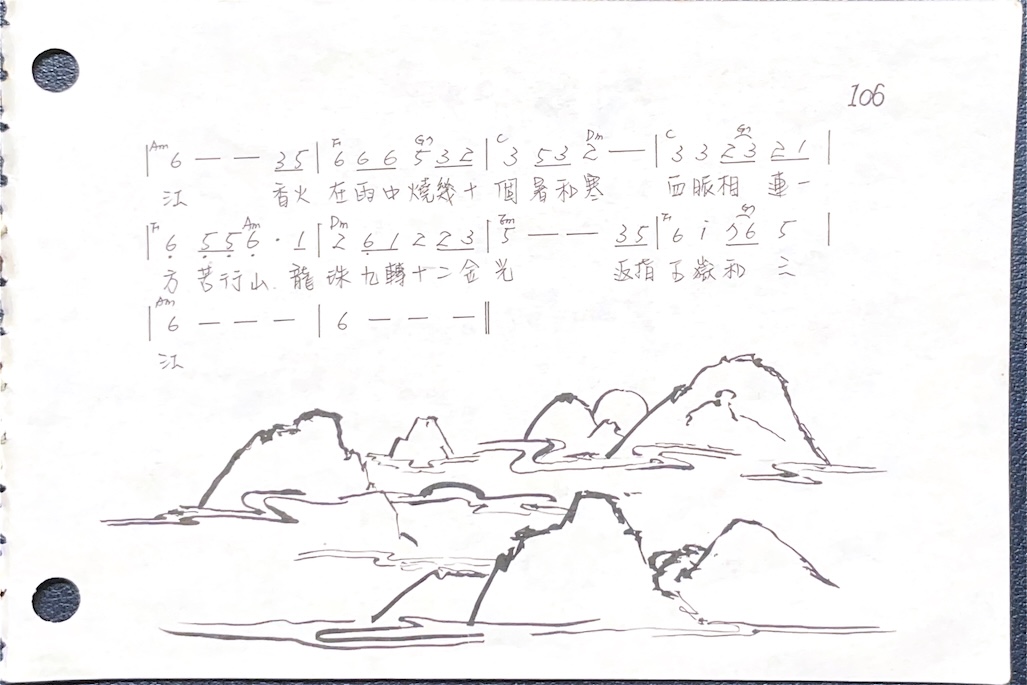 106
Am F G7 C Dm C G7
|6 — — 3 5|6 6 6 5 3 2|3 5 3 2 —|3 3 2 3 2 1|
江 香火 在雨中燒幾十 個暑和寒 血脈相 連一
F Am Dm Em F G7
|6 5 5 6 · 1|2 6 1 2 2 3|5 — — 3 5|6 i 7 6 5|
方 苦行山 龍 珠九轉十二金 光 返指五嶽和 三
Am
|6 — — —|6 — — —‖
江